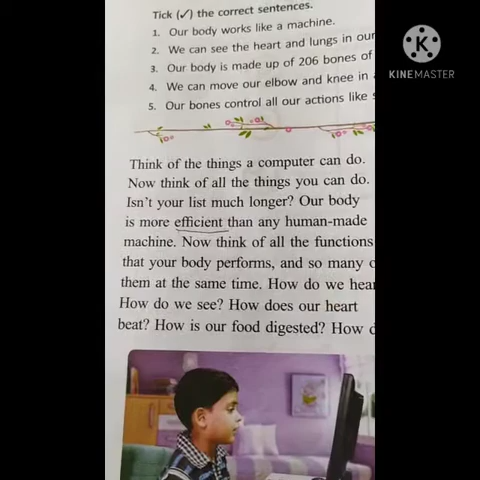 Tick (✓) the correct sentences.
1. Our body works like a machine.
2. We can see the heart and lungs in our
3. Our body is made up of 206 bones of
4. We can move our elbow and knee in
5. Our bones control all our actions like
Think of the things a computer can do.
Now think of all the things you can do.
Isn't your list much longer? Our body
is more efficient than any human-made
machine. Now think of all the functions
that your body performs, and so many
them at the same time. How do we hear
How do we see? How does our heart
beat? How is our food digested? How
K
KINEMASTER